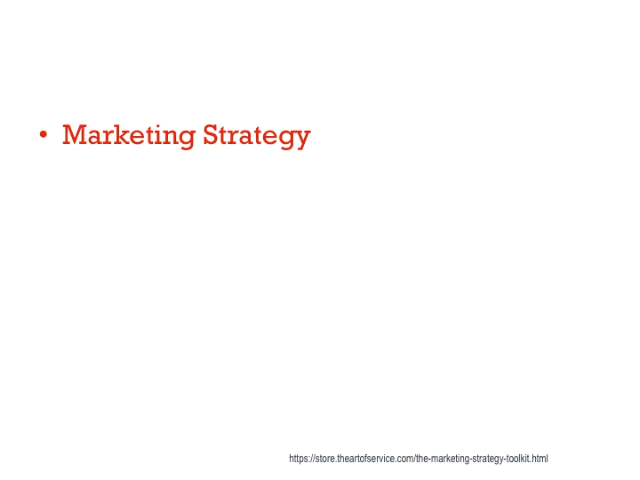 • Marketing Strategy
https://store.theartofservice.com/the-marketing-strategy-toolkit.html